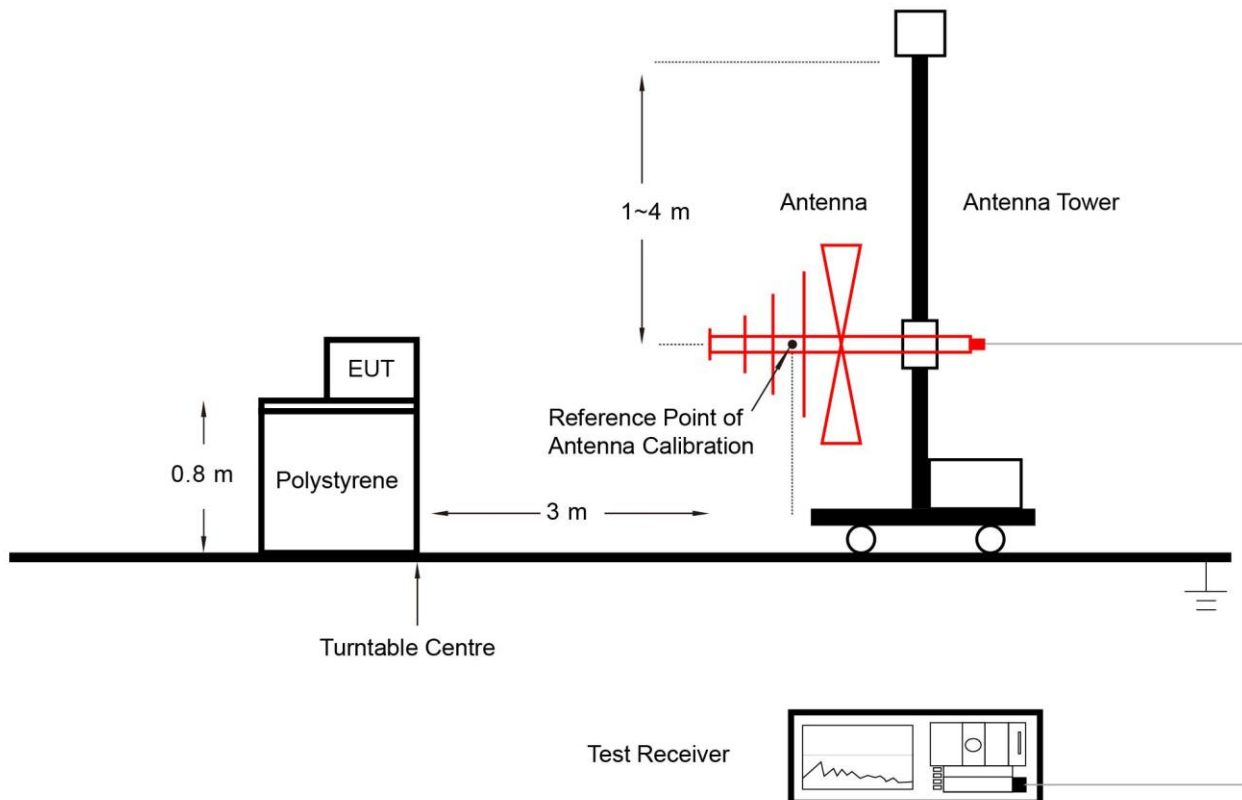 1~4 m
Antenna
Antenna Tower
EUT
Reference Point of
Antenna Calibration
0.8 m
Polystyrene
3 m
Turntable Centre
Test Receiver